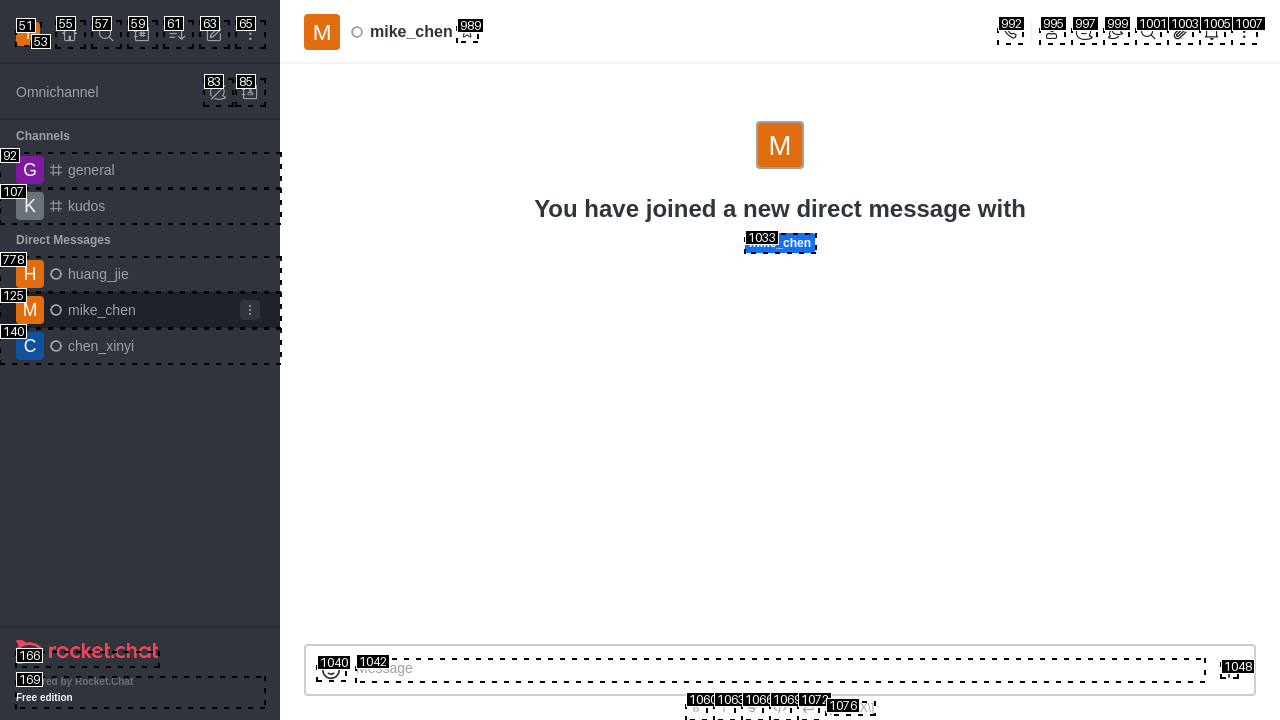 51
53
55
57
59
61
63
65
M
mike_chen
989
992
995
997
999
1001
1003
1005
1007
Omnichannel
83
85
Channels
92
G
general
107
K
kudos
Direct Messages
778
H
huang_jie
125
M
mike_chen
140
C
chen_xinyi
M
You have joined a new direct message with
1033
_chen
166
rocket.chat
169
by Rocket.Chat
Free edition
1040
1042
Message
1048
1060
1063
1066
1069
1072
1076